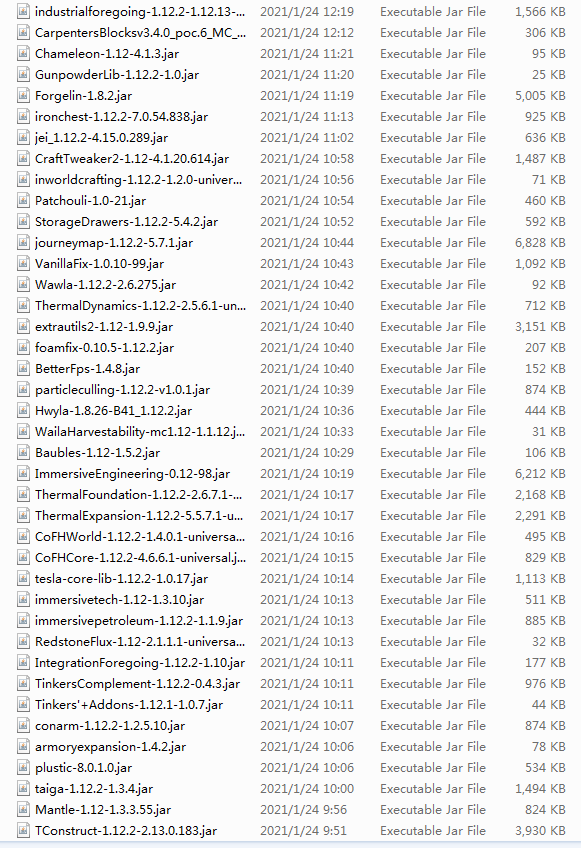 industrialforegoing-1.12.2-1.12.13-... 2021/1/24 12:19 Executable Jar File 1,566 KB
CarpentersBlocksv3.4.0_poc.6_MC_... 2021/1/24 12:12 Executable Jar File 306 KB
Chameleon-1.12-4.1.3.jar 2021/1/24 11:21 Executable Jar File 95 KB
GunpowderLib-1.12.2-1.0.jar 2021/1/24 11:20 Executable Jar File 25 KB
Forgelin-1.8.2.jar 2021/1/24 11:19 Executable Jar File 5,005 KB
ironchest-1.12.2-7.0.54.838.jar 2021/1/24 11:13 Executable Jar File 925 KB
jei_1.12.2-4.15.0.289.jar 2021/1/24 11:02 Executable Jar File 636 KB
CraftTweaker2-1.12-4.1.20.614.jar 2021/1/24 10:58 Executable Jar File 1,487 KB
inworldcrafting-1.12.2-1.2.0-univer... 2021/1/24 10:56 Executable Jar File 71 KB
Patchouli-1.0-21.jar 2021/1/24 10:54 Executable Jar File 460 KB
StorageDrawers-1.12.2-5.4.2.jar 2021/1/24 10:52 Executable Jar File 592 KB
journeymap-1.12.2-5.7.1.jar 2021/1/24 10:44 Executable Jar File 6,828 KB
VanillaFix-1.0.10-99.jar 2021/1/24 10:43 Executable Jar File 1,092 KB
Wawla-1.12.2-2.6.275.jar 2021/1/24 10:42 Executable Jar File 92 KB
ThermalDynamics-1.12.2-2.5.6.1-un... 2021/1/24 10:40 Executable Jar File 712 KB
extrautils2-1.12-1.9.9.jar 2021/1/24 10:40 Executable Jar File 3,151 KB
foamfix-0.10.5-1.12.2.jar 2021/1/24 10:40 Executable Jar File 207 KB
BetterFps-1.4.8.jar 2021/1/24 10:40 Executable Jar File 152 KB
particleculling-1.12.2-v1.0.1.jar 2021/1/24 10:39 Executable Jar File 874 KB
Hwyla-1.8.26-B41_1.12.2.jar 2021/1/24 10:36 Executable Jar File 444 KB
WailaHarvestability-mc1.12-1.1.12.j... 2021/1/24 10:33 Executable Jar File 31 KB
Baubles-1.12-1.5.2.jar 2021/1/24 10:29 Executable Jar File 106 KB
ImmersiveEngineering-0.12-98.jar 2021/1/24 10:19 Executable Jar File 6,212 KB
ThermalFoundation-1.12.2-2.6.7.1-... 2021/1/24 10:17 Executable Jar File 2,168 KB
ThermalExpansion-1.12.2-5.5.7.1-u... 2021/1/24 10:17 Executable Jar File 2,291 KB
CoFHWorld-1.12.2-1.4.0.1-universa... 2021/1/24 10:16 Executable Jar File 495 KB
CoFHCore-1.12.2-4.6.6.1-universal.j... 2021/1/24 10:15 Executable Jar File 829 KB
tesla-core-lib-1.12.2-1.0.17.jar 2021/1/24 10:14 Executable Jar File 1,113 KB
immersivetech-1.12-1.3.10.jar 2021/1/24 10:13 Executable Jar File 511 KB
immersivepetroleum-1.12.2-1.1.9.jar 2021/1/24 10:13 Executable Jar File 885 KB
RedstoneFlux-1.12-2.1.1.1-universa... 2021/1/24 10:13 Executable Jar File 32 KB
IntegrationForegoing-1.12.2-1.10.jar 2021/1/24 10:11 Executable Jar File 177 KB
TinkersComplement-1.12.2-0.4.3.jar 2021/1/24 10:11 Executable Jar File 976 KB
Tinkers'+Addons-1.12.1-1.0.7.jar 2021/1/24 10:11 Executable Jar File 44 KB
conarm-1.12.2-1.2.5.10.jar 2021/1/24 10:07 Executable Jar File 874 KB
armoryexpansion-1.4.2.jar 2021/1/24 10:06 Executable Jar File 78 KB
plustic-8.0.1.0.jar 2021/1/24 10:06 Executable Jar File 534 KB
taiga-1.12.2-1.3.4.jar 2021/1/24 10:00 Executable Jar File 1,494 KB
Mantle-1.12-1.3.3.55.jar 2021/1/24 9:56 Executable Jar File 824 KB
TConstruct-1.12.2-2.13.0.183.jar 2021/1/24 9:51 Executable Jar File 3,930 KB